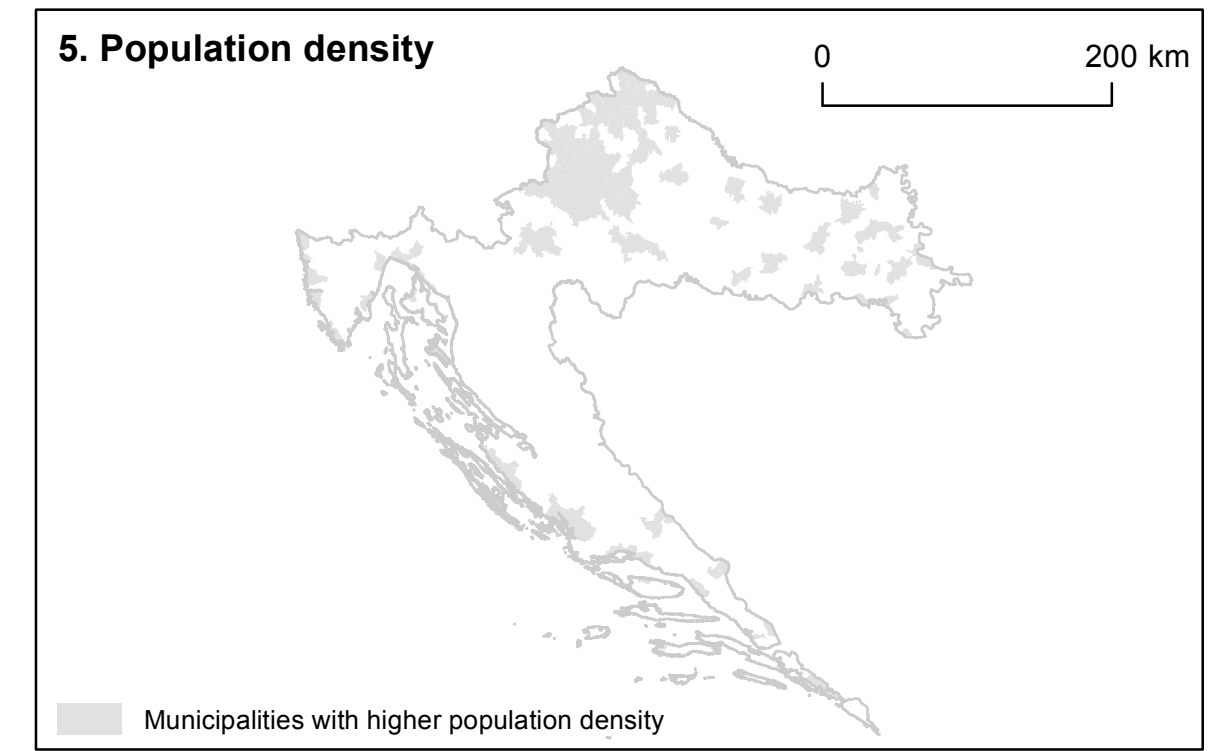 5. Population density
0 200 km
Municipalities with higher population density